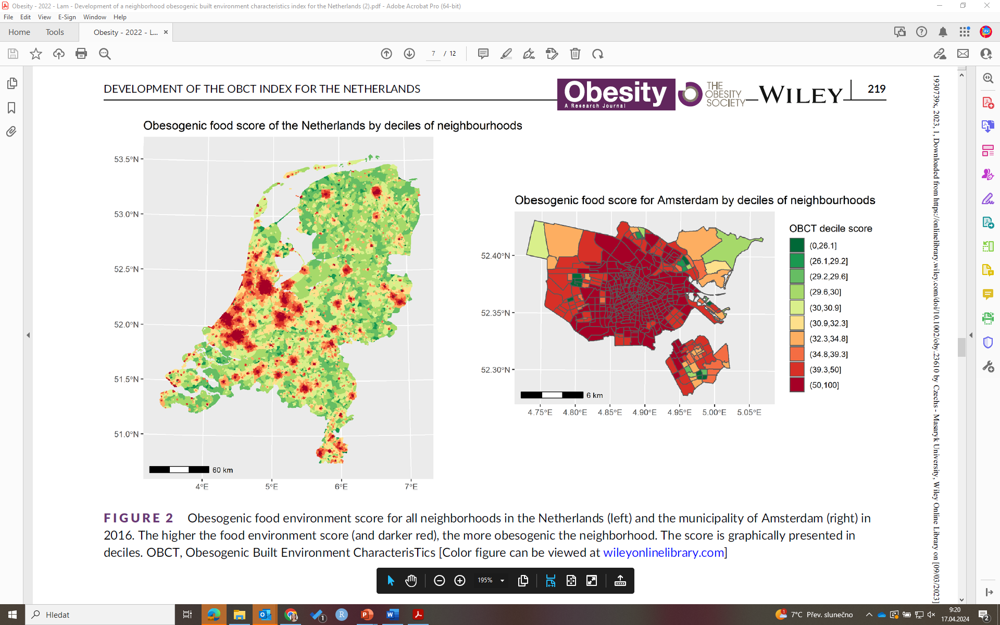 Obesity - 2022 - Lam - Development of a neighborhood obesogenic built environment characteristics index for the Netherlands (2).pdf - Adobe Acrobat Pro (64-bit)
File Edit View E-Sign Window Help
Home Tools Obesity - 2022 - L... ×
7 / 12
DEVELOPMENT OF THE OBCT INDEX FOR THE NETHERLANDS
Obesity
A Research Journal
THE
OBESITY
SOCIETY
WILEY
219
Obesogenic food score of the Netherlands by deciles of neighbourhoods
53.5°N
53.0°N
52.5°N
52.0°N
51.5°N
51.0°N
60 km
4°E 5°E 6°E 7°E
Obesogenic food score for Amsterdam by deciles of neighbourhoods
52.40°N
52.35°N
52.30°N
6 km
4.75°E 4.80°E 4.85°E 4.90°E 4.95°E 5.00°E 5.05°E
OBCT decile score
(0,26.1]
(26.1,29.2]
(29.2,29.6]
(29.6,30]
(30,30.9]
(30.9,32.3]
(32.3,34.8]
(34.8,39.3]
(39.3,50]
(50,100]
FIGURE 2 Obesogenic food environment score for all neighborhoods in the Netherlands (left) and the municipality of Amsterdam (right) in
2016. The higher the food environment score (and darker red), the more obesogenic the neighborhood. The score is graphically presented in
deciles. OBCT, Obesogenic Built Environment CharacterisTics [Color figure can be viewed at wileyonlinelibrary.com]
1930739x, 2023, 1, Downloaded from https://onlinelibrary.wiley.com/doi/10.1002/oby.23610 by Czechs - Masaryk University, Wiley Online Library on [09/03/2023]
195%
Hledat
7°C Přev. slunečno
9:20
17.04.2024